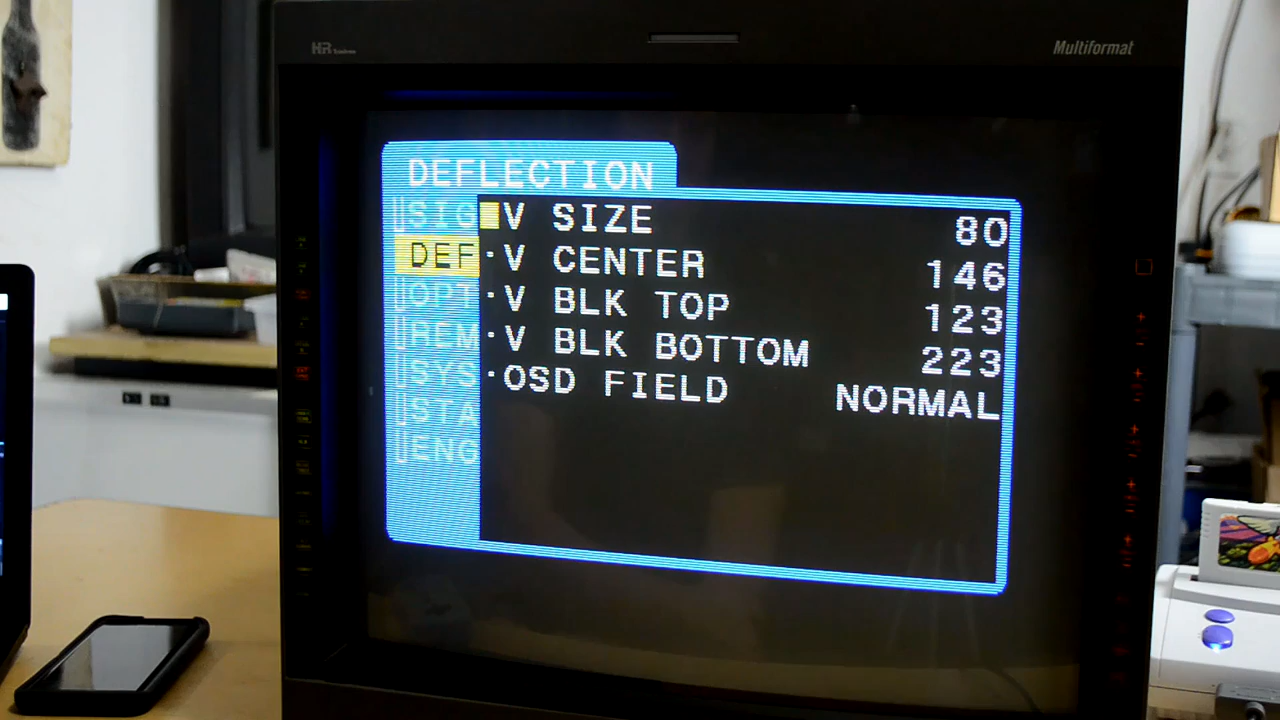 HR Trinitron
Multiformat
DEFLECTION
SIG
DEF
OPT
REM
SYS
STA
ENG
V SIZE 80
·V CENTER 146
·V BLK TOP 123
·V BLK BOTTOM 223
·OSD FIELD NORMAL